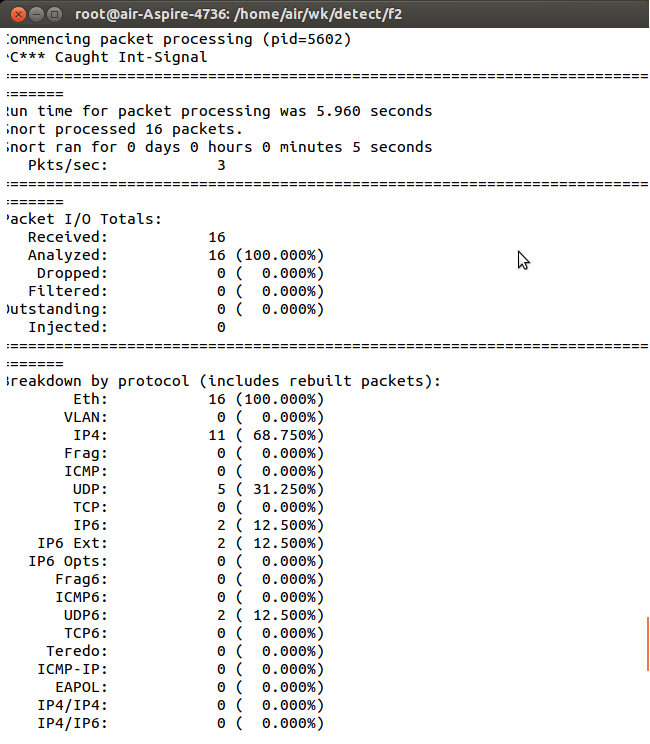 root@air-Aspire-4736: /home/air/wk/detect/f2
Commencing packet processing (pid=5602)
^C*** Caught Int-Signal
===============================================================================
Run time for packet processing was 5.960 seconds
Snort processed 16 packets.
Snort ran for 0 days 0 hours 0 minutes 5 seconds
   Pkts/sec:            3
===============================================================================
Packet I/O Totals:
   Received:           16
   Analyzed:           16 (100.000%)
    Dropped:            0 (  0.000%)
   Filtered:            0 (  0.000%)
Outstanding:            0 (  0.000%)
   Injected:            0
===============================================================================
Breakdown by protocol (includes rebuilt packets):
        Eth:           16 (100.000%)
       VLAN:            0 (  0.000%)
        IP4:           11 ( 68.750%)
       Frag:            0 (  0.000%)
       ICMP:            0 (  0.000%)
        UDP:            5 ( 31.250%)
        TCP:            0 (  0.000%)
        IP6:            2 ( 12.500%)
    IP6 Ext:            2 ( 12.500%)
   IP6 Opts:            0 (  0.000%)
      Frag6:            0 (  0.000%)
      ICMP6:            0 (  0.000%)
       UDP6:            2 ( 12.500%)
       TCP6:            0 (  0.000%)
     Teredo:            0 (  0.000%)
    ICMP-IP:            0 (  0.000%)
      EAPOL:            0 (  0.000%)
    IP4/IP4:            0 (  0.000%)
    IP4/IP6:            0 (  0.000%)